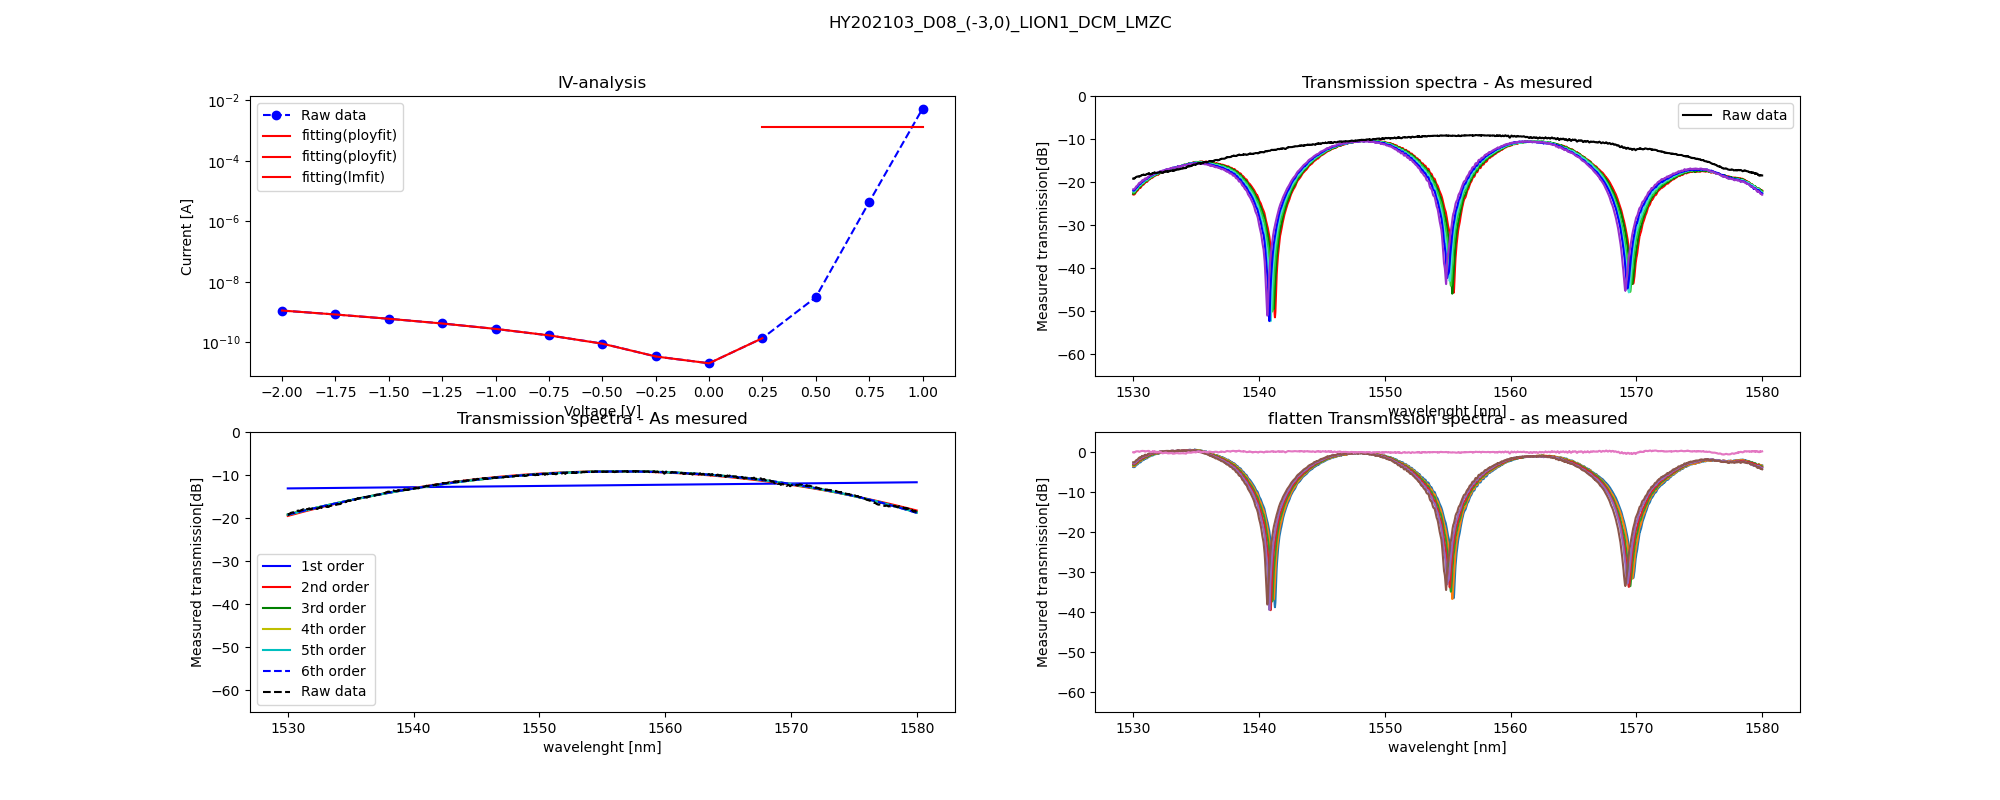 HY202103_D08_(-3,0)_LION1_DCM_LMZC
IV-analysis
10⁻²
10⁻⁴
10⁻⁶
10⁻⁸
10⁻¹⁰
Current [A]
Raw data
fitting(ployfit)
fitting(ployfit)
fitting(lmfit)
−2.00 −1.75 −1.50 −1.25 −1.00 −0.75 −0.50 −0.25 0.00 0.25 0.50 0.75 1.00
Voltage [V]
Transmission spectra - As mesured
0
−10
−20
−30
−40
−50
−60
Measured transmission[dB]
Raw data
1530 1540 1550 1560 1570 1580
wavelenght [nm]
Transmission spectra - As mesured
0
−10
−20
−30
−40
−50
−60
Measured transmission[dB]
1st order
2nd order
3rd order
4th order
5th order
6th order
Raw data
1530 1540 1550 1560 1570 1580
wavelenght [nm]
flatten Transmission spectra - as measured
0
−10
−20
−30
−40
−50
−60
Measured transmission[dB]
1530 1540 1550 1560 1570 1580
wavelenght [nm]